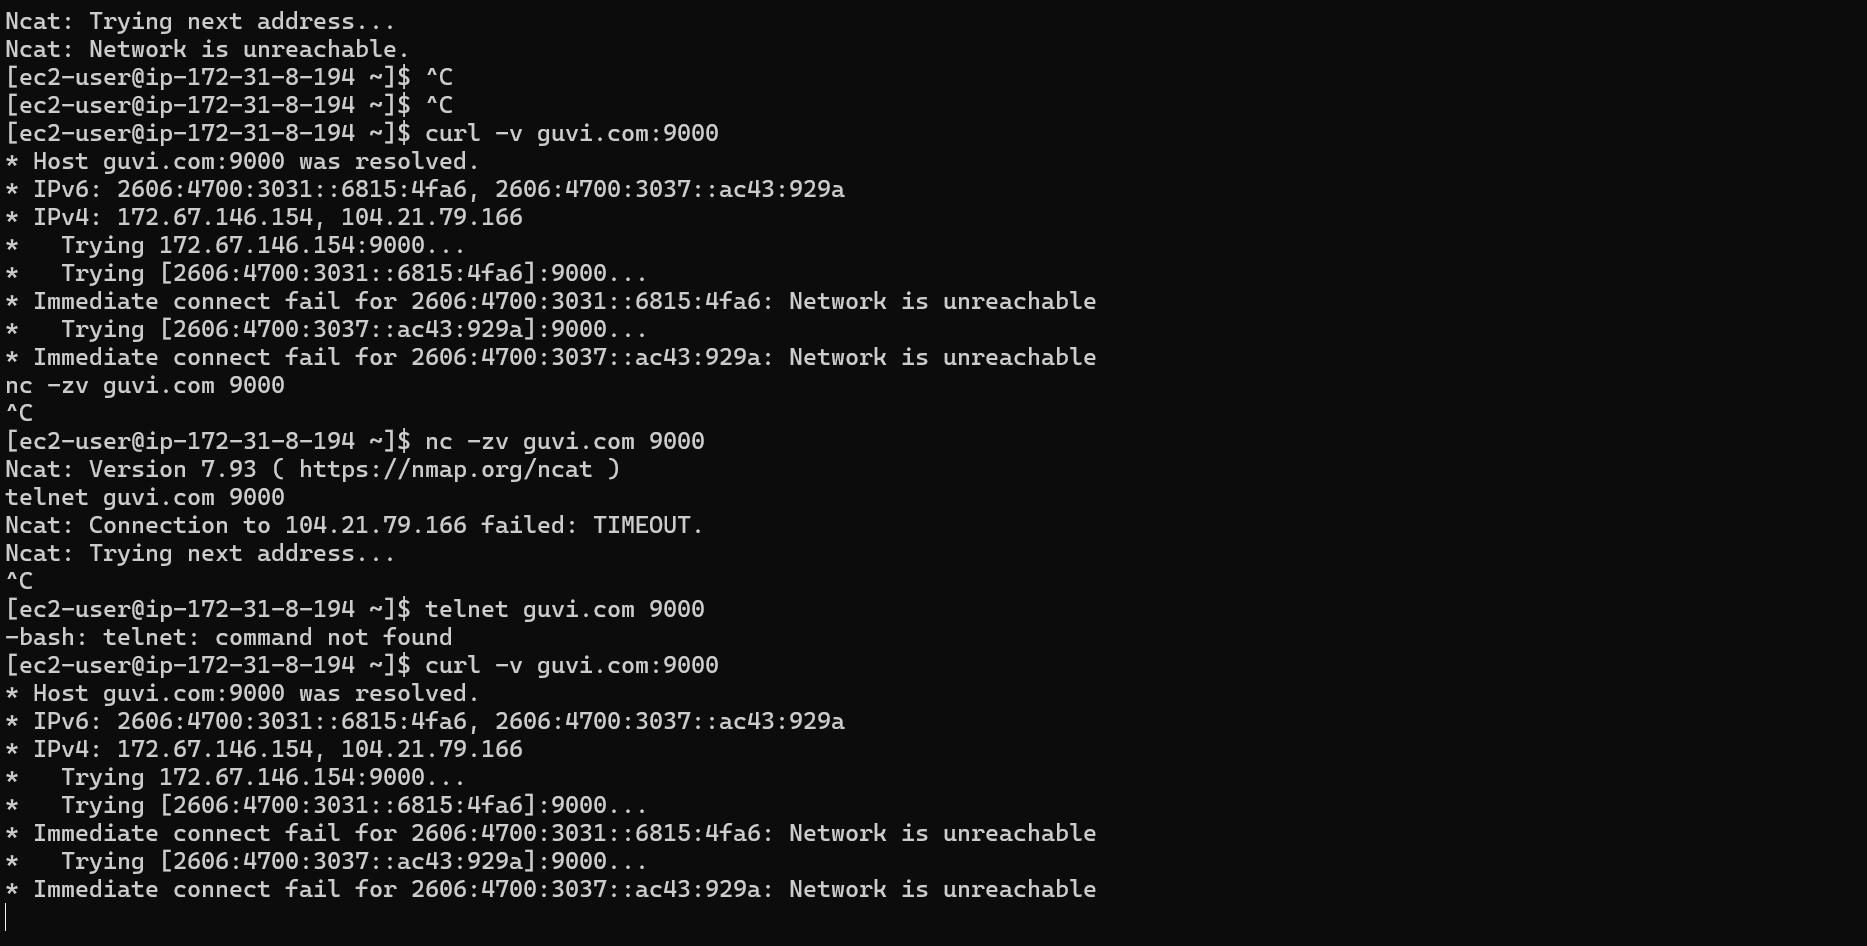 Ncat: Trying next address...
Ncat: Network is unreachable.
[ec2-user@ip-172-31-8-194 ~]$ ^C
[ec2-user@ip-172-31-8-194 ~]$ ^C
[ec2-user@ip-172-31-8-194 ~]$ curl -v guvi.com:9000
* Host guvi.com:9000 was resolved.
* IPv6: 2606:4700:3031::6815:4fa6, 2606:4700:3037::ac43:929a
* IPv4: 172.67.146.154, 104.21.79.166
*   Trying 172.67.146.154:9000...
*   Trying [2606:4700:3031::6815:4fa6]:9000...
* Immediate connect fail for 2606:4700:3031::6815:4fa6: Network is unreachable
*   Trying [2606:4700:3037::ac43:929a]:9000...
* Immediate connect fail for 2606:4700:3037::ac43:929a: Network is unreachable
nc -zv guvi.com 9000
^C
[ec2-user@ip-172-31-8-194 ~]$ nc -zv guvi.com 9000
Ncat: Version 7.93 ( https://nmap.org/ncat )
telnet guvi.com 9000
Ncat: Connection to 104.21.79.166 failed: TIMEOUT.
Ncat: Trying next address...
^C
[ec2-user@ip-172-31-8-194 ~]$ telnet guvi.com 9000
-bash: telnet: command not found
[ec2-user@ip-172-31-8-194 ~]$ curl -v guvi.com:9000
* Host guvi.com:9000 was resolved.
* IPv6: 2606:4700:3031::6815:4fa6, 2606:4700:3037::ac43:929a
* IPv4: 172.67.146.154, 104.21.79.166
*   Trying 172.67.146.154:9000...
*   Trying [2606:4700:3031::6815:4fa6]:9000...
* Immediate connect fail for 2606:4700:3031::6815:4fa6: Network is unreachable
*   Trying [2606:4700:3037::ac43:929a]:9000...
* Immediate connect fail for 2606:4700:3037::ac43:929a: Network is unreachable